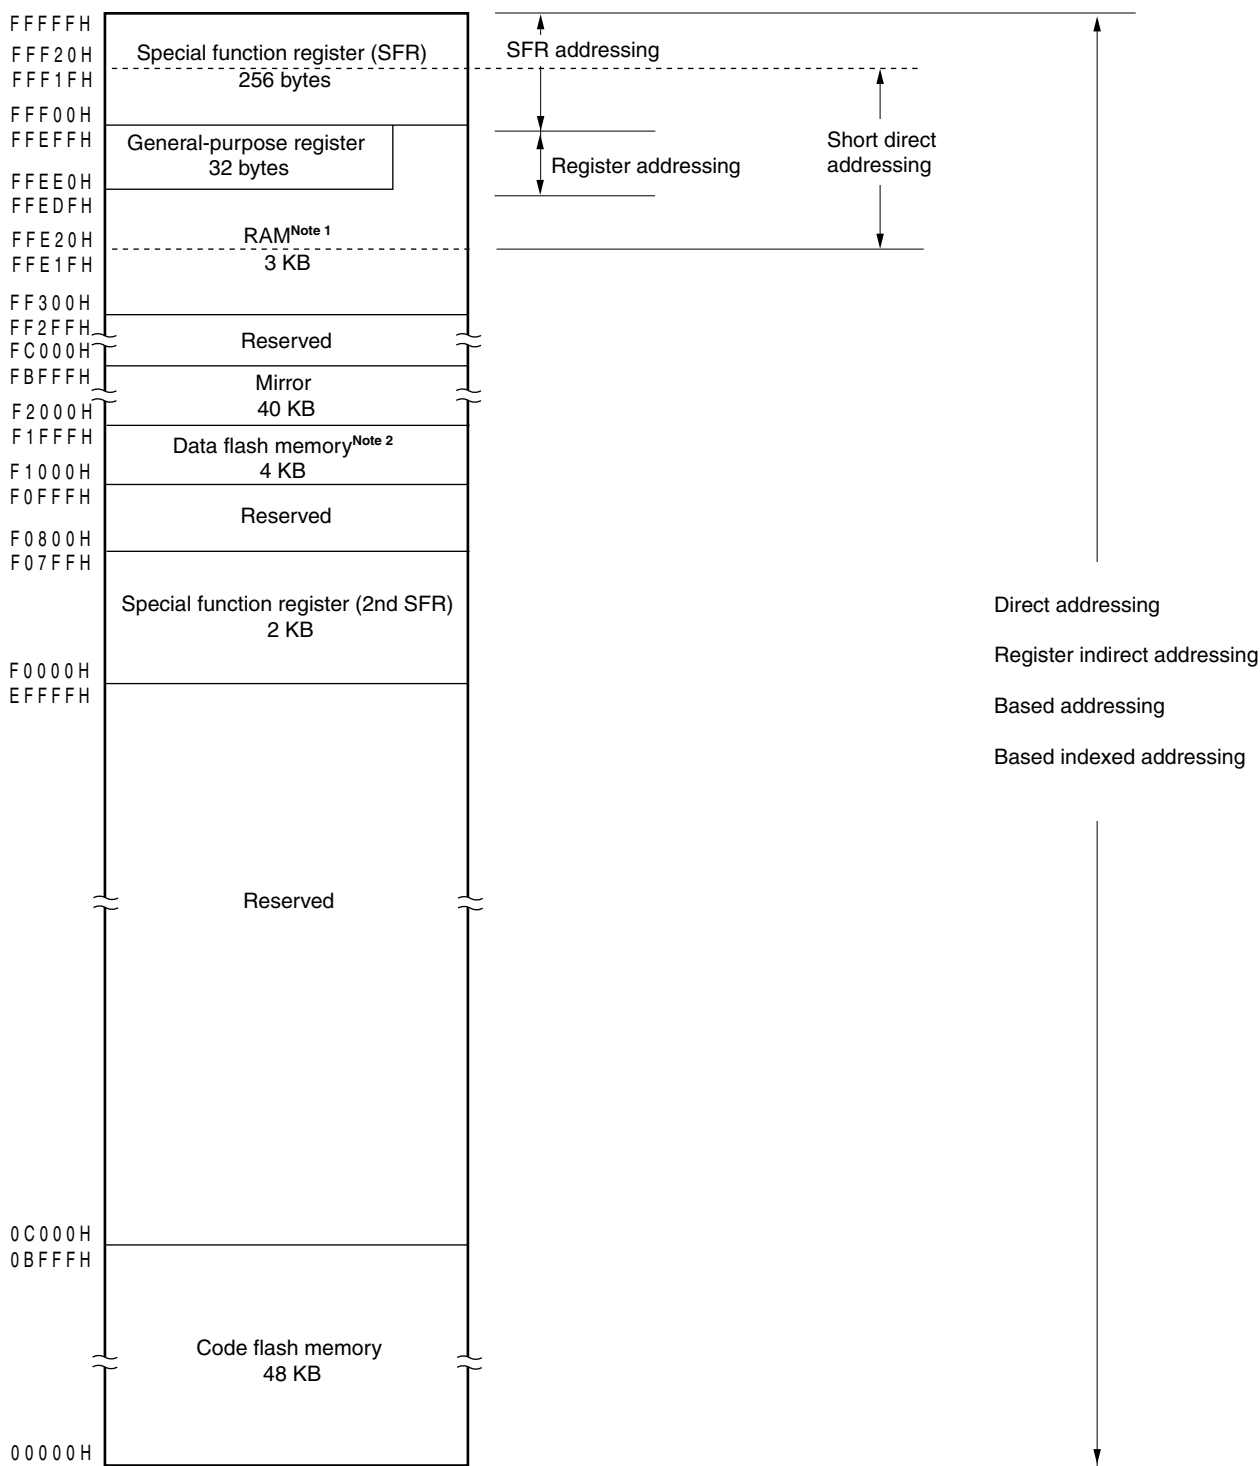 FFFFFH
FFF20H
FFF1FH
FFF00H
FFEFFH
FFEE0H
FFEDFH
FFE20H
FFE1FH
FF300H
FF2FFH
FC000H
FBFFFH
F2000H
F1FFFH
F1000H
F0FFFH
F0800H
F07FFH
F0000H
EFFFFH
0C000H
0BFFFH
00000H
Special function register (SFR)
256 bytes
General-purpose register
32 bytes
RAMNote 1
3 KB
Reserved
Mirror
40 KB
Data flash memoryNote 2
4 KB
Reserved
Special function register (2nd SFR)
2 KB
Reserved
Code flash memory
48 KB
SFR addressing
Register addressing
Short direct
addressing
Direct addressing
Register indirect addressing
Based addressing
Based indexed addressing